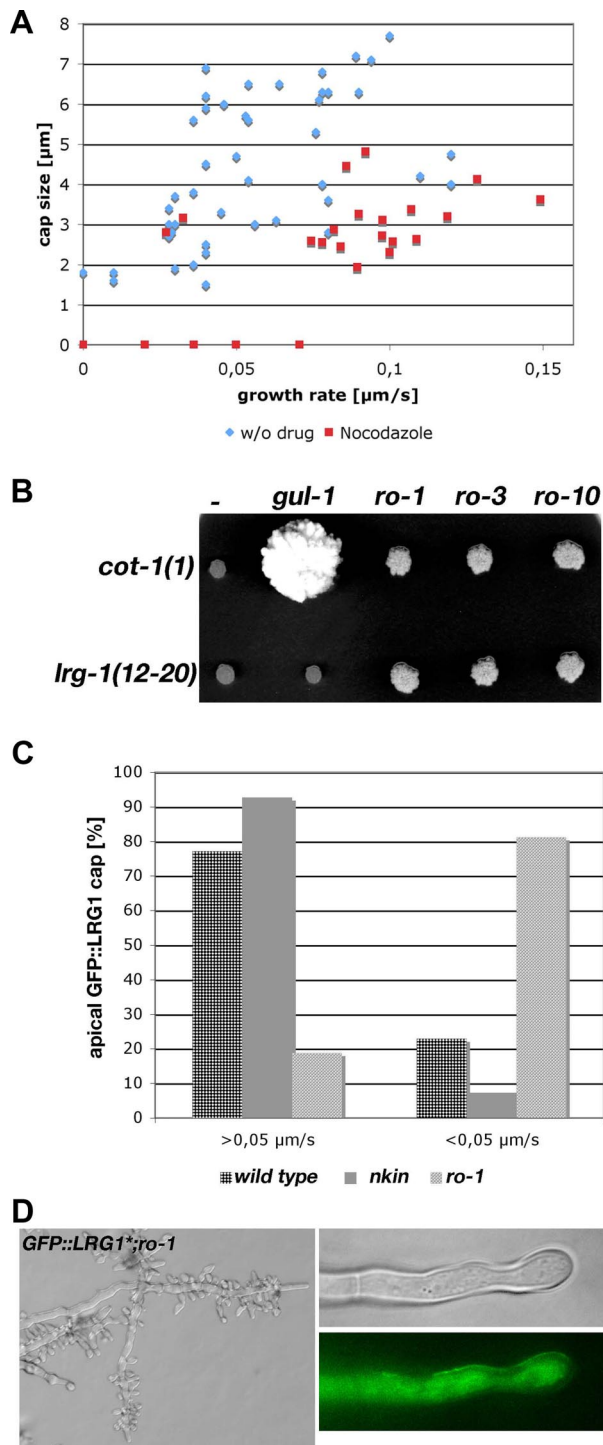 A
cap size [µm]
8
7
6
5
4
3
2
1
0
0 0,05 0,1 0,15
growth rate [µm/s]
w/o drug Nocodazole
B
- gul-1 ro-1 ro-3 ro-10
cot-1(1)
lrg-1(12-20)
C
apical GFP::LRG1 cap [%]
100
90
80
70
60
50
40
30
20
10
0
>0,05 µm/s <0,05 µm/s
wild type nkin ro-1
D
GFP::LRG1*;ro-1